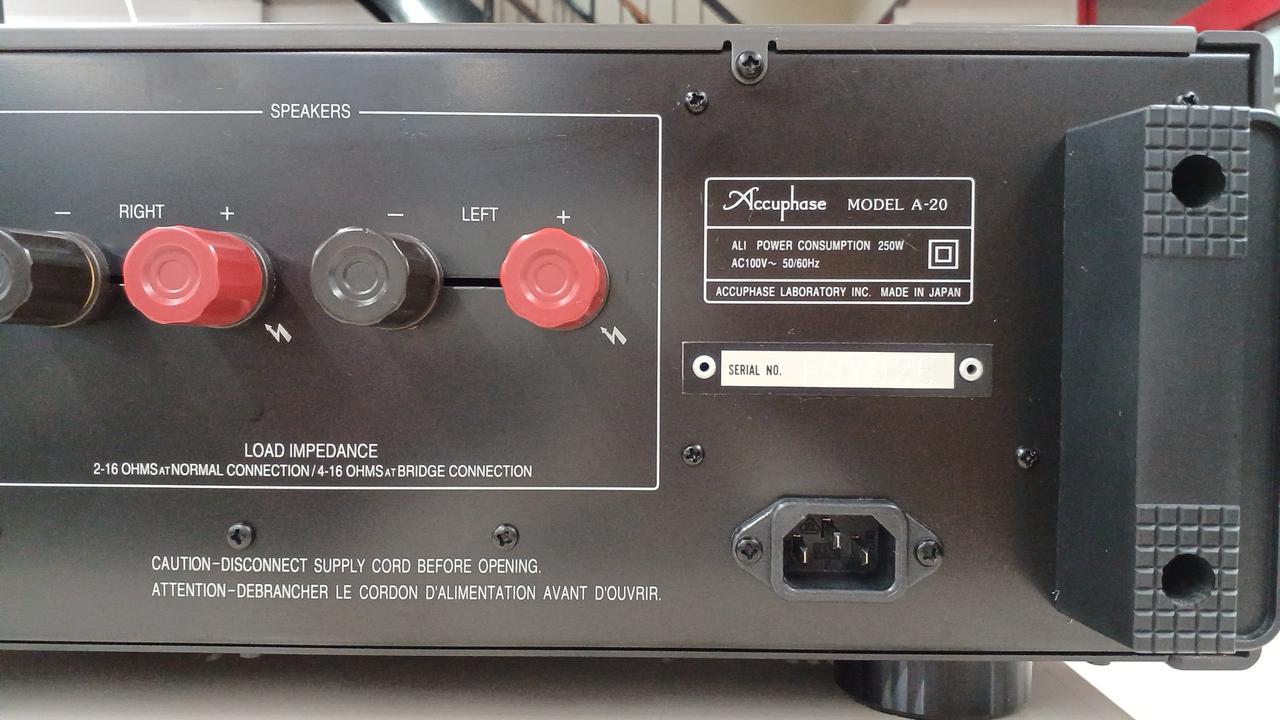 SPEAKERS
− RIGHT +
− LEFT +
LOAD IMPEDANCE
2-16 OHMS AT NORMAL CONNECTION / 4-16 OHMS AT BRIDGE CONNECTION
CAUTION-DISCONNECT SUPPLY CORD BEFORE OPENING.
ATTENTION-DEBRANCHER LE CORDON D'ALIMENTATION AVANT D'OUVRIR.
Accuphase MODEL A-20
ALI POWER CONSUMPTION 250W
AC100V~ 50/60Hz
ACCUPHASE LABORATORY INC. MADE IN JAPAN
SERIAL NO.